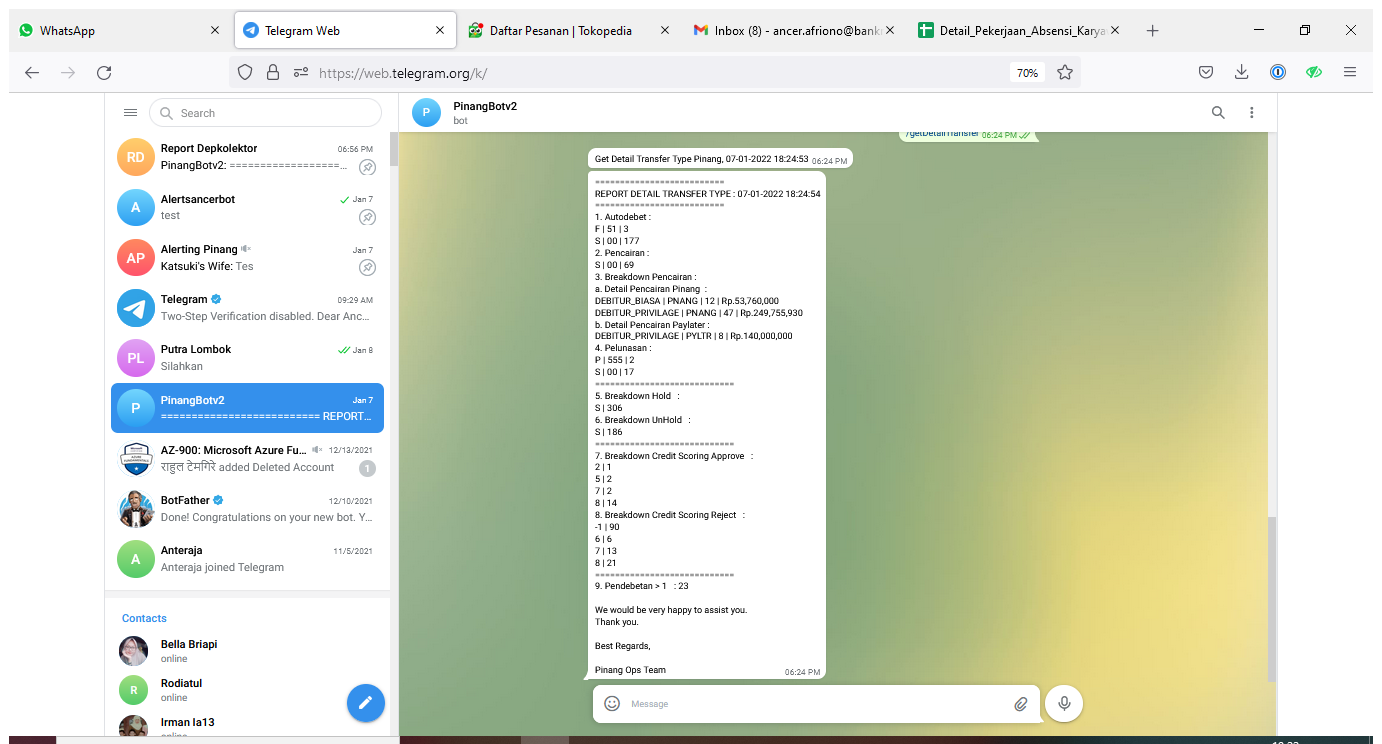 WhatsApp
Telegram Web
Daftar Pesanan | Tokopedia
Inbox (8) - ancer.afriono@bank
Detail_Pekerjaan_Absensi_Karya
https://web.telegram.org/k/
70%
Search
Report Depkolektor 06:56 PM
PinangBotv2: ==================...
RD
Alertsancerbot Jan 7
test
A
Alerting Pinang Jan 7
Katsuki's Wife: Tes
AP
Telegram 09:29 AM
Two-Step Verification disabled. Dear Anc...
Putra Lombok Jan 8
Silahkan
PL
PinangBotv2 Jan 7
========================== REPORT...
P
AZ-900: Microsoft Azure Fu... 12/13/2021
राहुल टेमगिरे added Deleted Account 1
BotFather 12/10/2021
Done! Congratulations on your new bot. Y...
Anteraja 11/5/2021
Anteraja joined Telegram
A
Contacts
Bella Briapi
online
Rodiatul
online
R
Irman Ia13
online
P
PinangBotv2
bot
/getDetailTransfer 06:24 PM
Get Detail Transfer Type Pinang, 07-01-2022 18:24:53 06:24 PM
==========================
REPORT DETAIL TRANSFER TYPE : 07-01-2022 18:24:54
==========================
1. Autodebet :
F | 51 | 3
S | 00 | 177
2. Pencairan :
S | 00 | 69
3. Breakdown Pencairan :
a. Detail Pencairan Pinang :
DEBITUR_BIASA | PNANG | 12 | Rp.53,760,000
DEBITUR_PRIVILAGE | PNANG | 47 | Rp.249,755,930
b. Detail Pencairan Paylater :
DEBITUR_PRIVILAGE | PYLTR | 8 | Rp.140,000,000
4. Pelunasan :
P | 555 | 2
S | 00 | 17
============================
5. Breakdown Hold :
S | 306
6. Breakdown UnHold :
S | 186
============================
7. Breakdown Credit Scoring Approve :
2 | 1
5 | 2
7 | 2
8 | 14
8. Breakdown Credit Scoring Reject :
-1 | 90
6 | 6
7 | 13
8 | 21
============================
9. Pendebetan > 1 : 23
We would be very happy to assist you.
Thank you.
Best Regards,
Pinang Ops Team 06:24 PM
Message